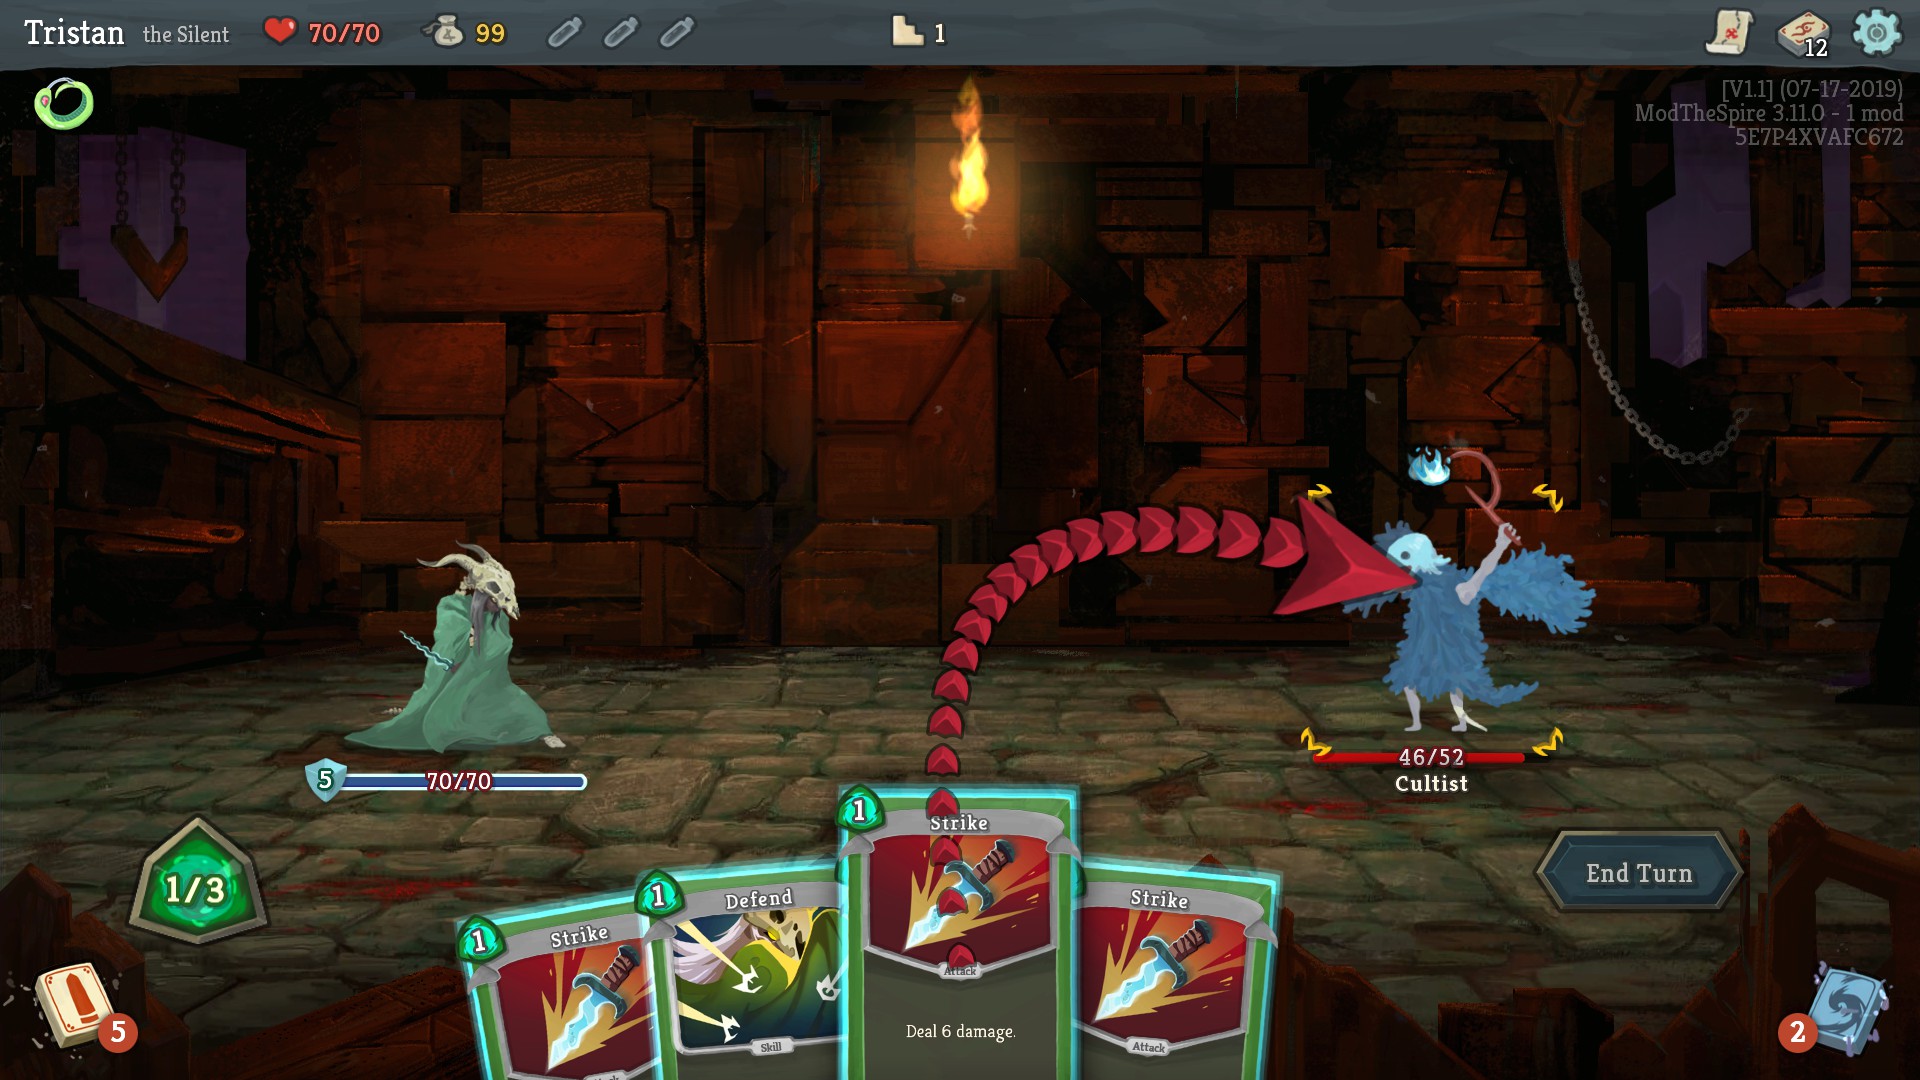 Tristan the Silent 70/70 99 1 12
[V1.1] (07-17-2019)
ModTheSpire 3.11.0 - 1 mod
5E7P4XVAFC672
5 70/70
46/52
Cultist
1/3
1 Strike
1 Defend
Skill
1 Strike
Attack
Deal 6 damage.
Strike
Attack
End Turn
5
2